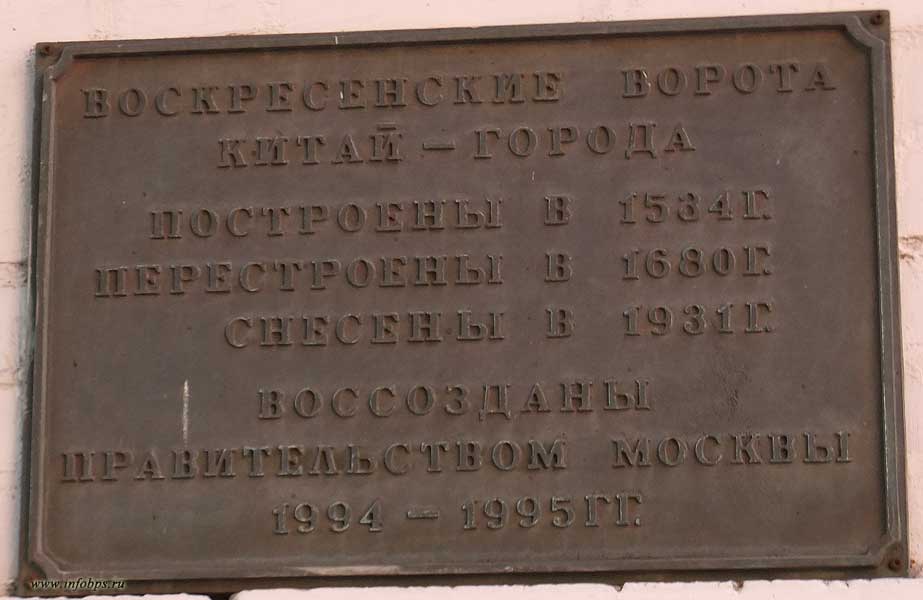 ВОСКРЕСЕНСКИЕ ВОРОТА
КИТАЙ – ГОРОДА
ПОСТРОЕНЫ В 1534Г.
ПЕРЕСТРОЕНЫ В 1680Г.
СНЕСЕНЫ В 1931Г.
ВОССОЗДАНЫ
ПРАВИТЕЛЬСТВОМ МОСКВЫ
1994 – 1995ГГ.
www.infobps.ru